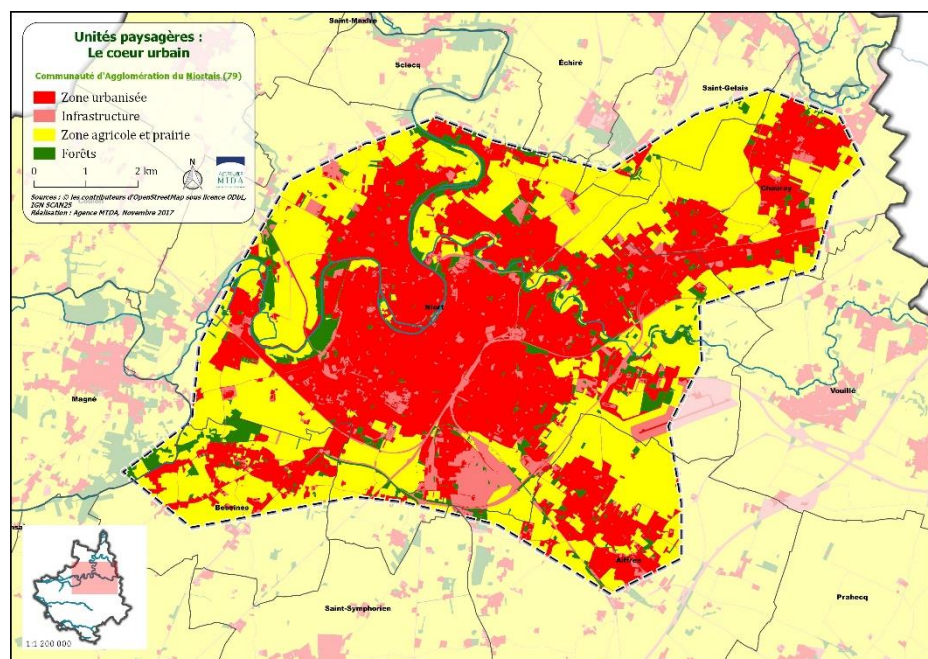 Unités paysagères :
Le coeur urbain
Communauté d'Agglomération du Niortais (79)
Zone urbanisée
Infrastructure
Zone agricole et prairie
Forêts
0 1 2 km
N
AGENCE
MTDA
Sources : © les contributeurs d'OpenStreetMap sous licence ODbL,
IGN SCAN25
Réalisation : Agence MTDA, Novembre 2017
Saint-Maxire
Sciecq
Échiré
Saint-Gelais
Chauray
Niort
Magné
Vouillé
Bessines
Aiffres
Saint-Symphorien
Prahecq
1:1 200 000